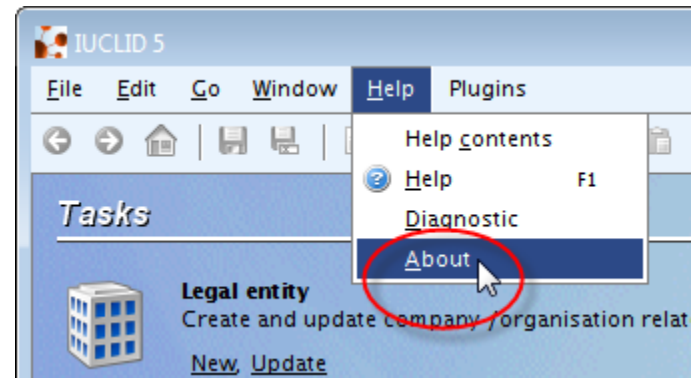 IUCLID 5
File Edit Go Window Help Plugins
Help contents
Help F1
Diagnostic
About
Tasks
Legal entity
Create and update company /organisation relat
New, Update